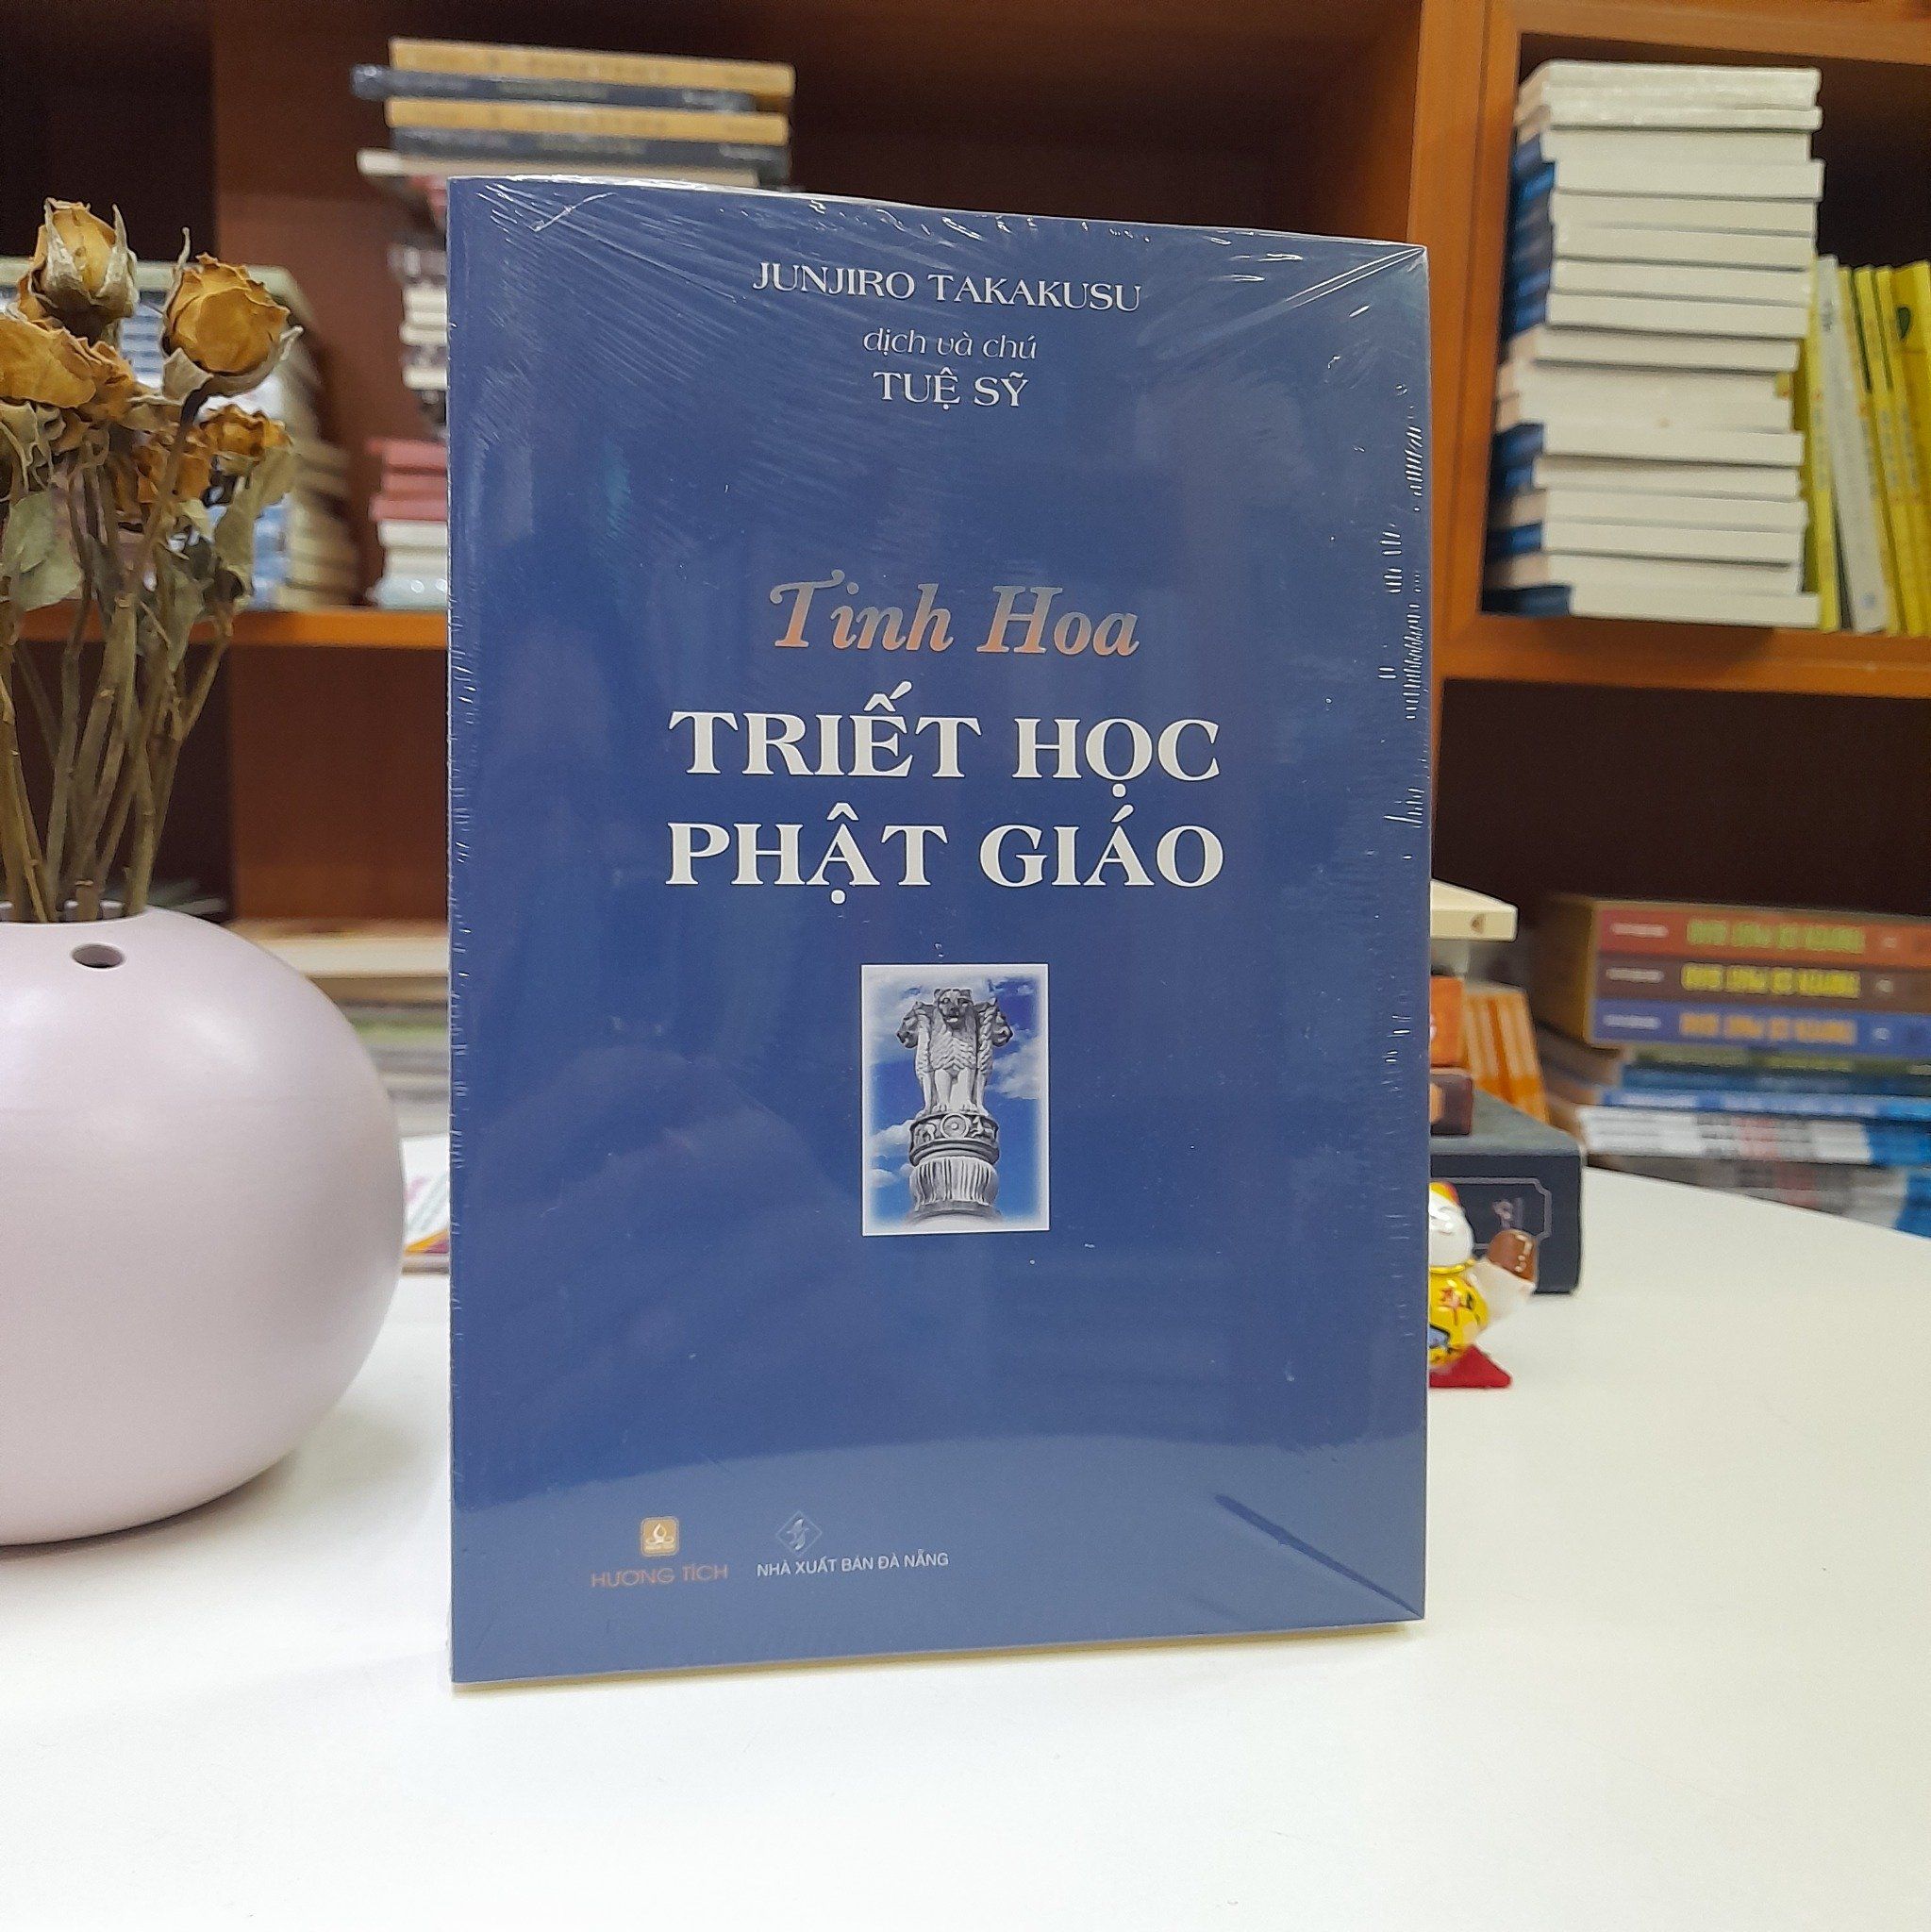 JUNJIRO TAKAKUSU
dịch và chú
TUỆ SỸ
Tinh Hoa
TRIẾT HỌC
PHẬT GIÁO
HƯƠNG TÍCH
NHÀ XUẤT BẢN ĐÀ NẴNG